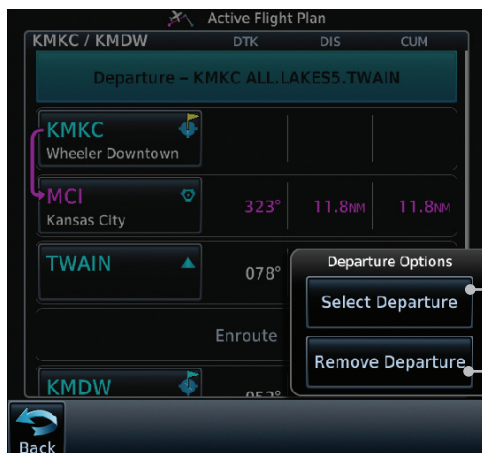 Active Flight Plan
KMKC / KMDW DTK DIS CUM
Departure – KMKC ALL.LAKES5.TWAIN
KMKC
Wheeler Downtown
MCI 323° 11.8NM 11.8NM
Kansas City
TWAIN 078°
Departure Options
Select Departure
Enroute
Remove Departure
KMDW
Back